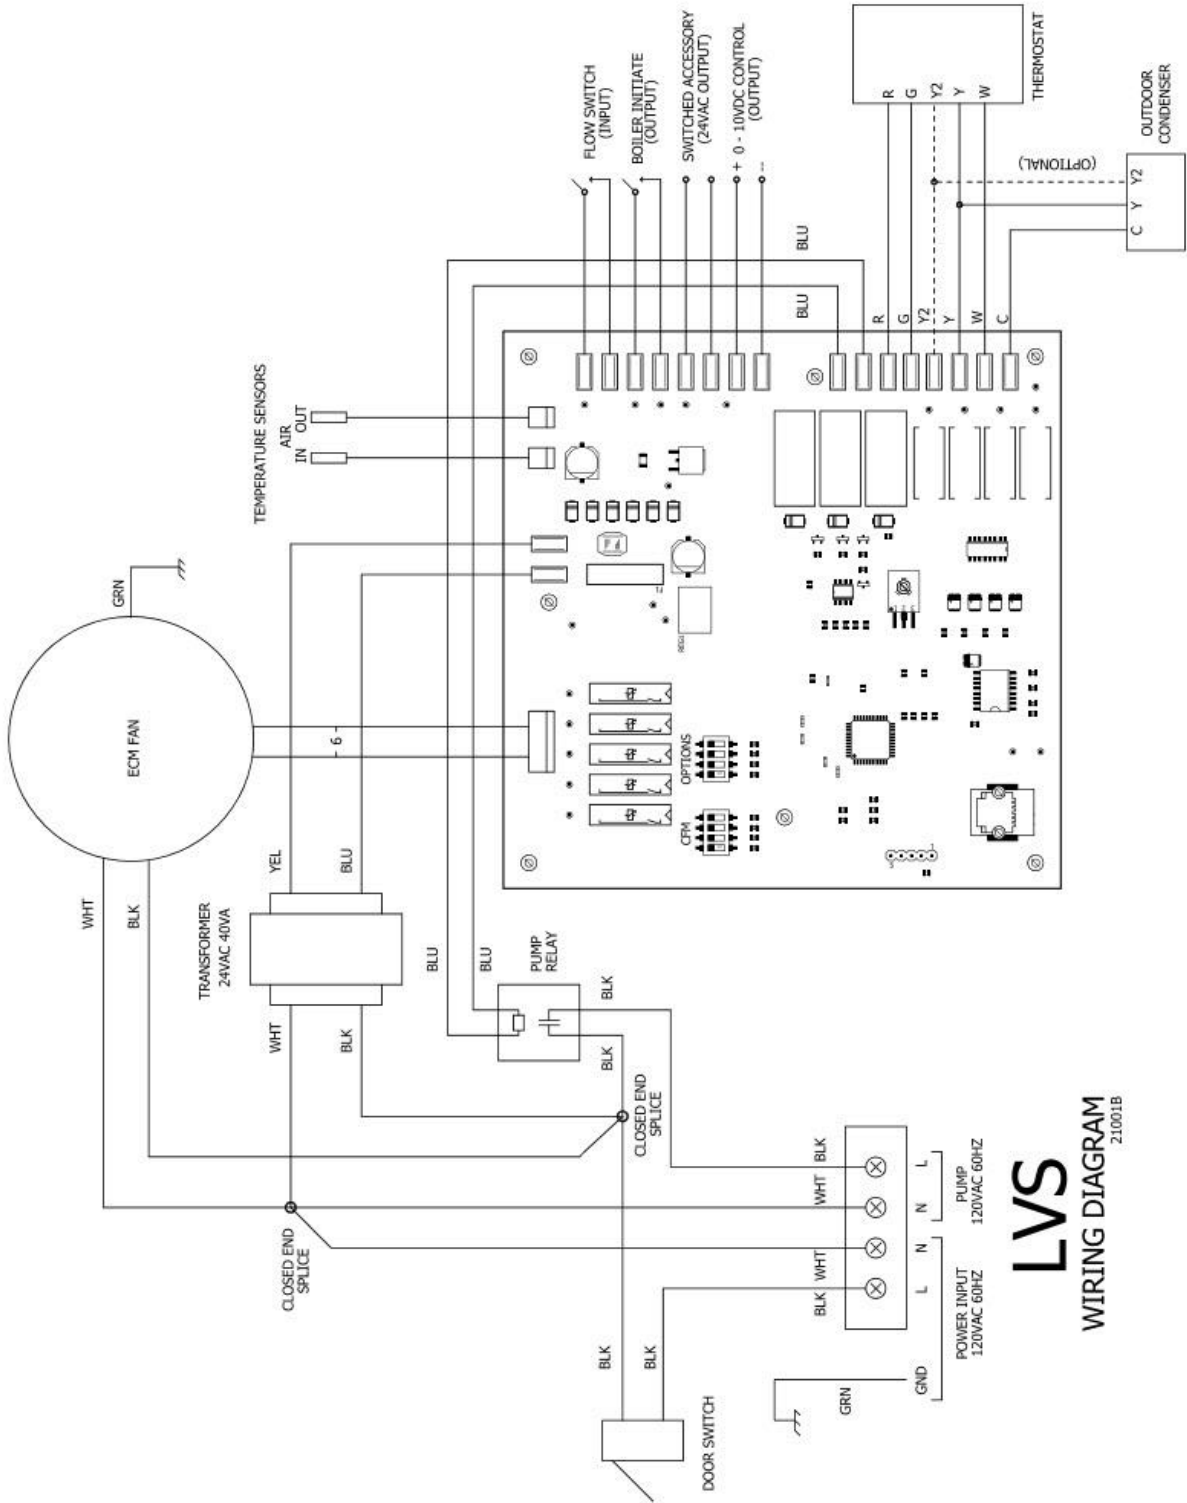 GRN
ECM FAN
WHT
BLK
- 6 -
TEMPERATURE SENSORS
AIR
IN
OUT
TRANSFORMER
24VAC 40VA
YEL
BLU
WHT
BLK
FLOW SWITCH
(INPUT)
BOILER INITIATE
(OUTPUT)
SWITCHED ACCESSORY
(24VAC OUTPUT)
+ 0 - 10VDC CONTROL
(OUTPUT)
--
BLU
BLU
R
G
Y2
Y
W
C
R
G
Y2
Y
W
THERMOSTAT
(OPTIONAL)
C
Y
Y2
OUTDOOR
CONDENSER
BLU
BLU
PUMP
RELAY
BLK
BLK
CLOSED END
SPLICE
CLOSED END
SPLICE
F1
REG1
CFM
OPTIONS
5
1
BLK
BLK
DOOR SWITCH
BLK
WHT
WHT
BLK
L
N
N
L
GRN
GND
POWER INPUT
120VAC 60HZ
PUMP
120VAC 60HZ
LVS
WIRING DIAGRAM
21001B